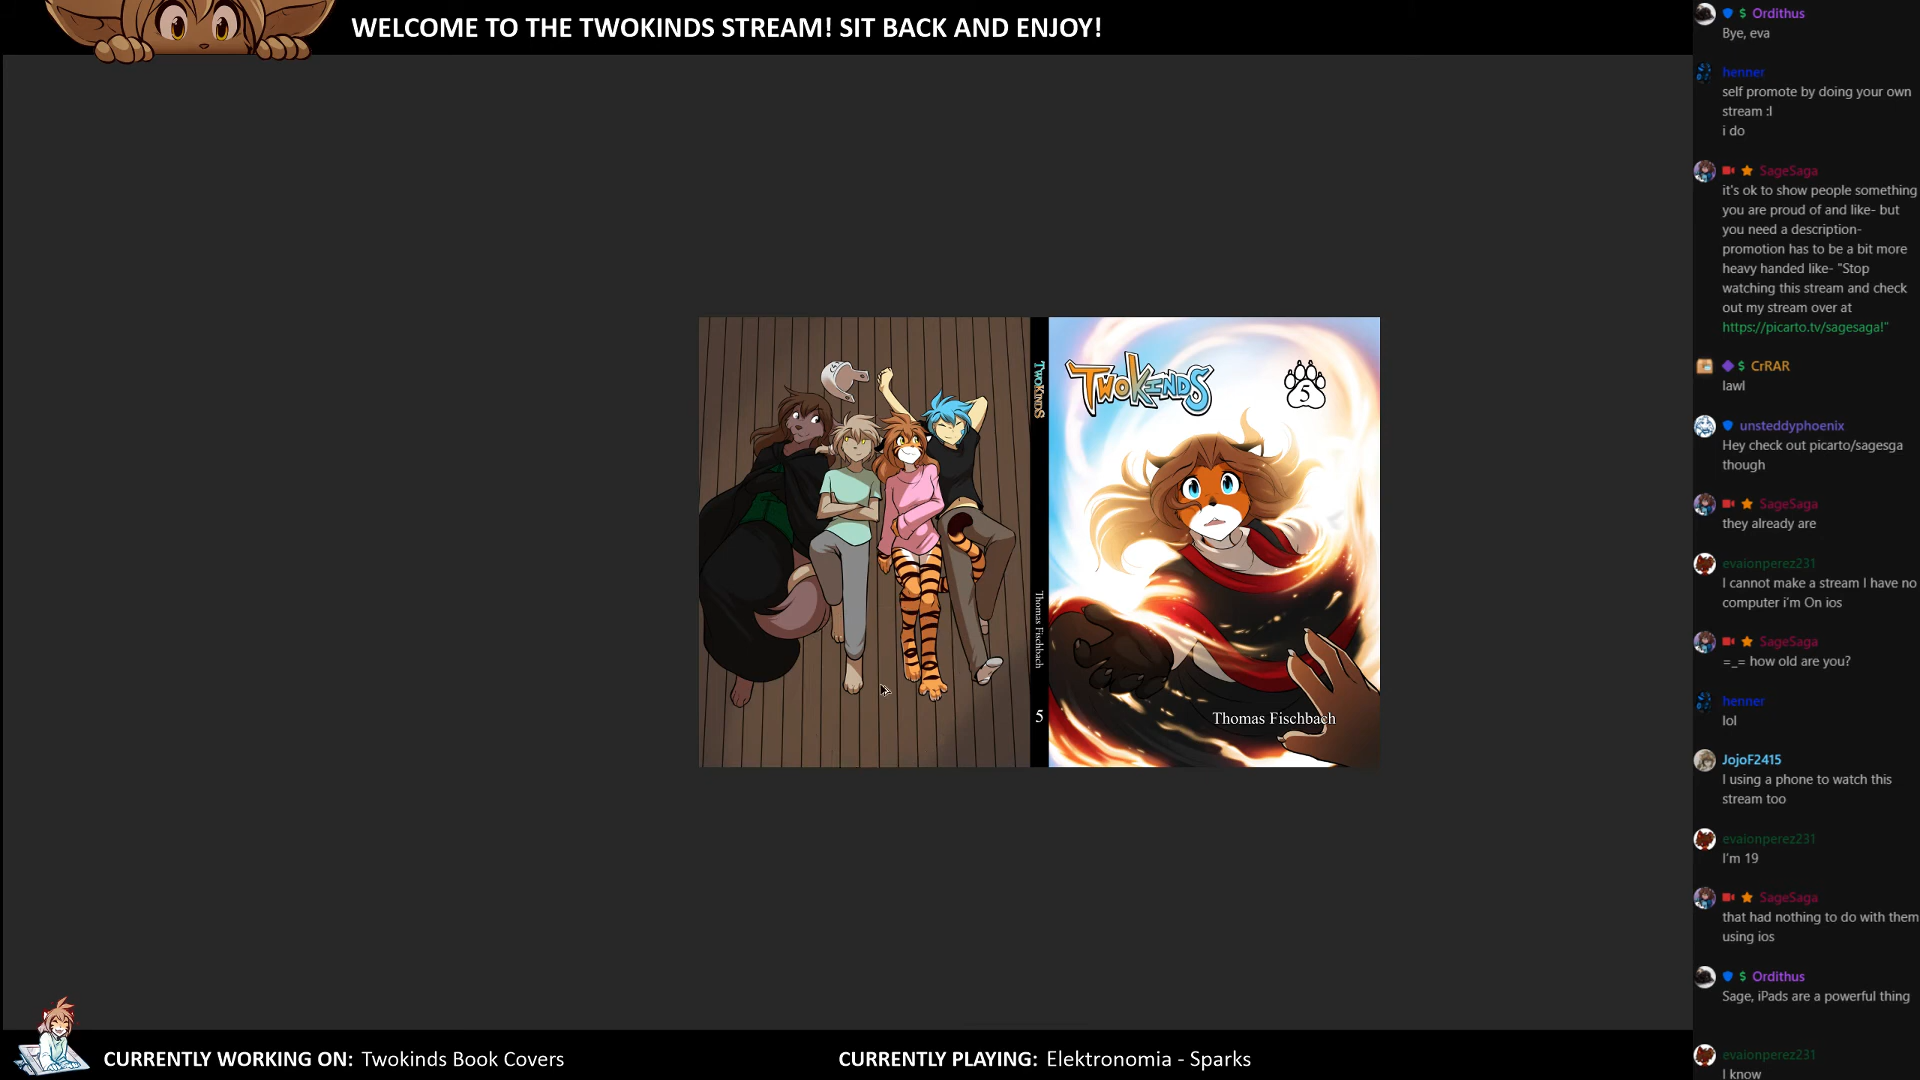 WELCOME TO THE TWOKINDS STREAM! SIT BACK AND ENJOY!
TWOKINDS
Thomas Fischbach
5
TWOKINDS
5
Thomas Fischbach
CURRENTLY WORKING ON: Twokinds Book Covers
CURRENTLY PLAYING: Elektronomia - Sparks
$ Ordithus
Bye, eva
henner
self promote by doing your own
stream :l
i do
SageSaga
it's ok to show people something
you are proud of and like- but
you need a description-
promotion has to be a bit more
heavy handed like- "Stop
watching this stream and check
out my stream over at
https://picarto.tv/sagesaga!"
$ CrRAR
lawl
unsteddyphoenix
Hey check out picarto/sagesga
though
SageSaga
they already are
evaionperez231
I cannot make a stream I have no
computer i'm On ios
SageSaga
=_= how old are you?
henner
lol
JojoF2415
I using a phone to watch this
stream too
evaionperez231
I'm 19
SageSaga
that had nothing to do with them
using ios
$ Ordithus
Sage, iPads are a powerful thing
evaionperez231
I know